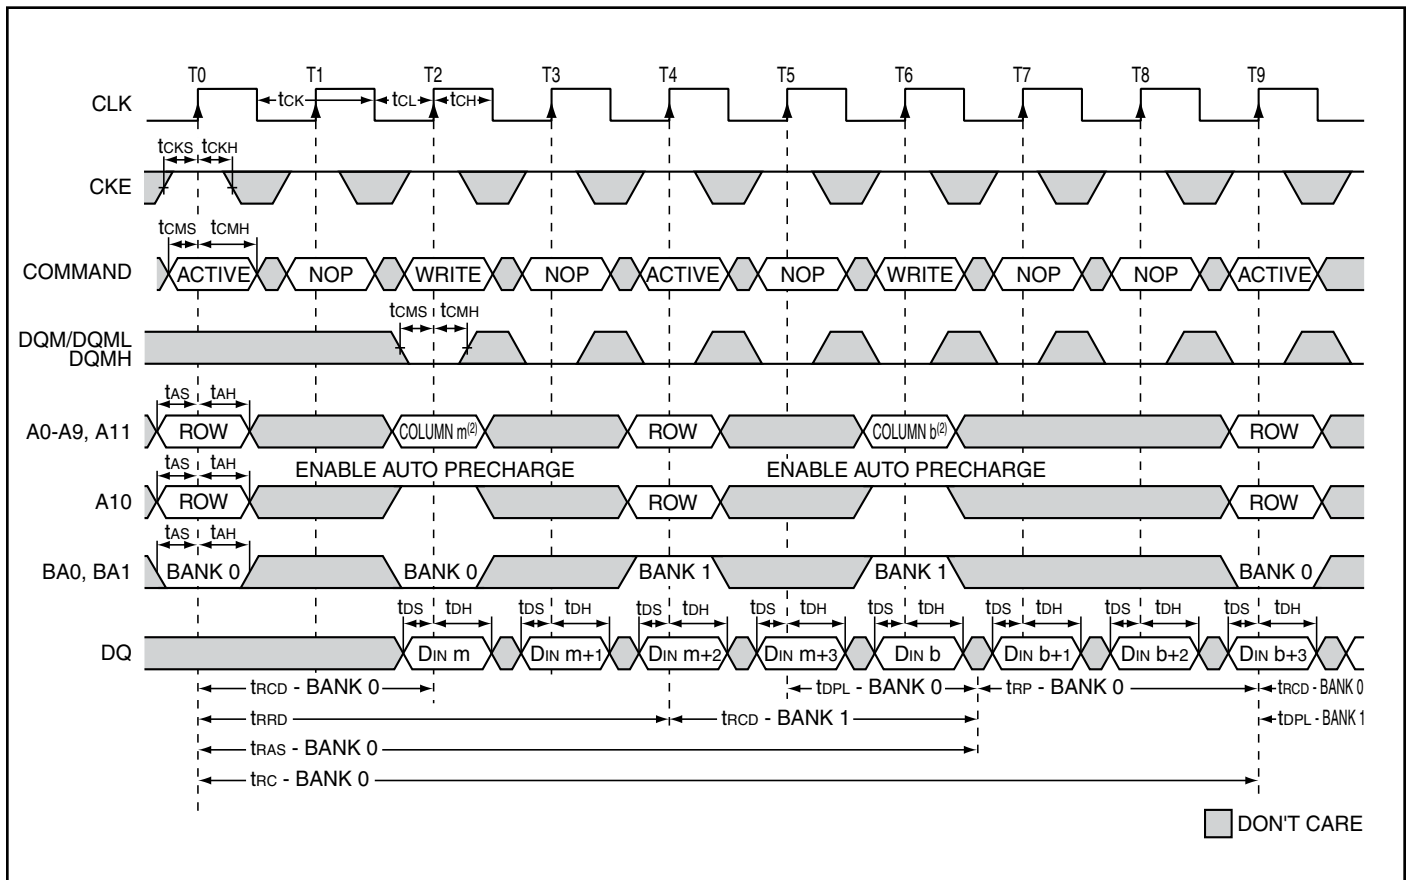 T0 T1 T2 T3 T4 T5 T6 T7 T8 T9
CLK tCK tCL tCH
tCKS tCKH
CKE
tCMS tCMH
COMMAND ACTIVE NOP WRITE NOP ACTIVE NOP WRITE NOP NOP ACTIVE
tCMS tCMH
DQM/DQML
DQMH
tAS tAH
A0-A9, A11 ROW COLUMN m(2) ROW COLUMN b(2) ROW
tAS tAH ENABLE AUTO PRECHARGE ENABLE AUTO PRECHARGE
A10 ROW ROW ROW
tAS tAH
BA0, BA1 BANK 0 BANK 0 BANK 1 BANK 1 BANK 0
tDS tDH tDS tDH tDS tDH tDS tDH tDS tDH tDS tDH tDS tDH tDS tDH
DQ DIN m DIN m+1 DIN m+2 DIN m+3 DIN b DIN b+1 DIN b+2 DIN b+3
tRCD - BANK 0 tDPL - BANK 0 tRP - BANK 0 tRCD - BANK 0
tRRD tRCD - BANK 1 tDPL - BANK 1
tRAS - BANK 0
tRC - BANK 0
DON'T CARE